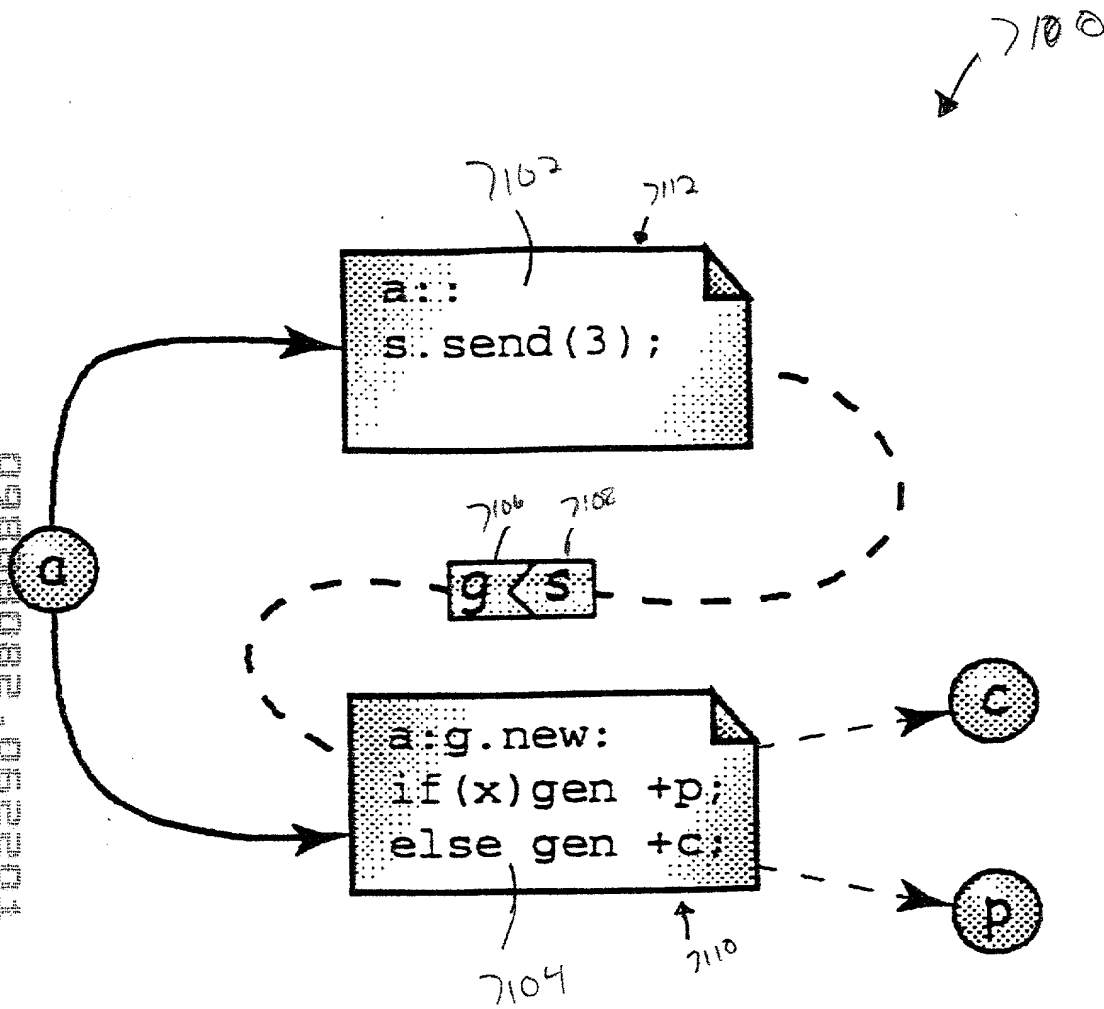 7100
7102
7112
a::
s.send(3);
7106
7108
a
g
s
a:g.new:
if(x)gen +p;
else gen +c;
c
p
7110
7104